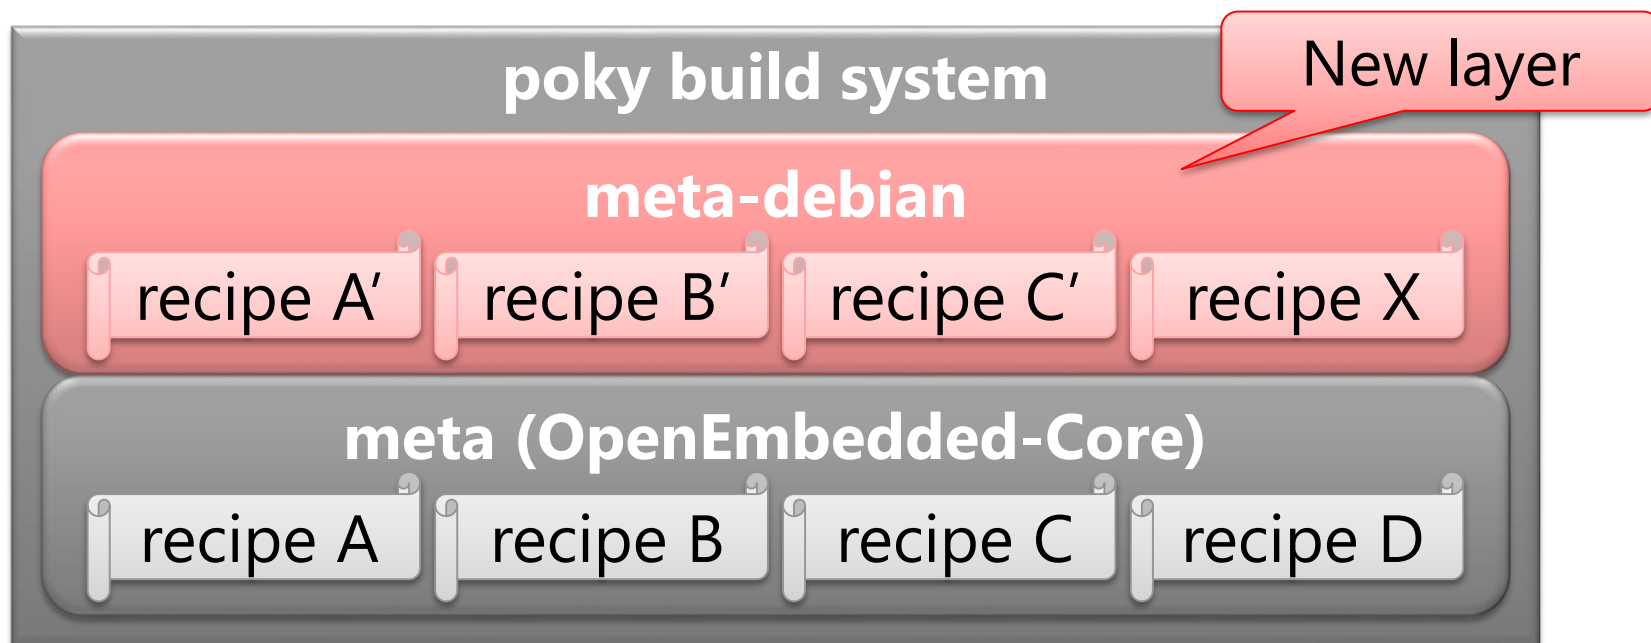 New layer
poky build system
meta-debian
recipe A′
recipe B′
recipe C′
recipe X
meta (OpenEmbedded-Core)
recipe A
recipe B
recipe C
recipe D